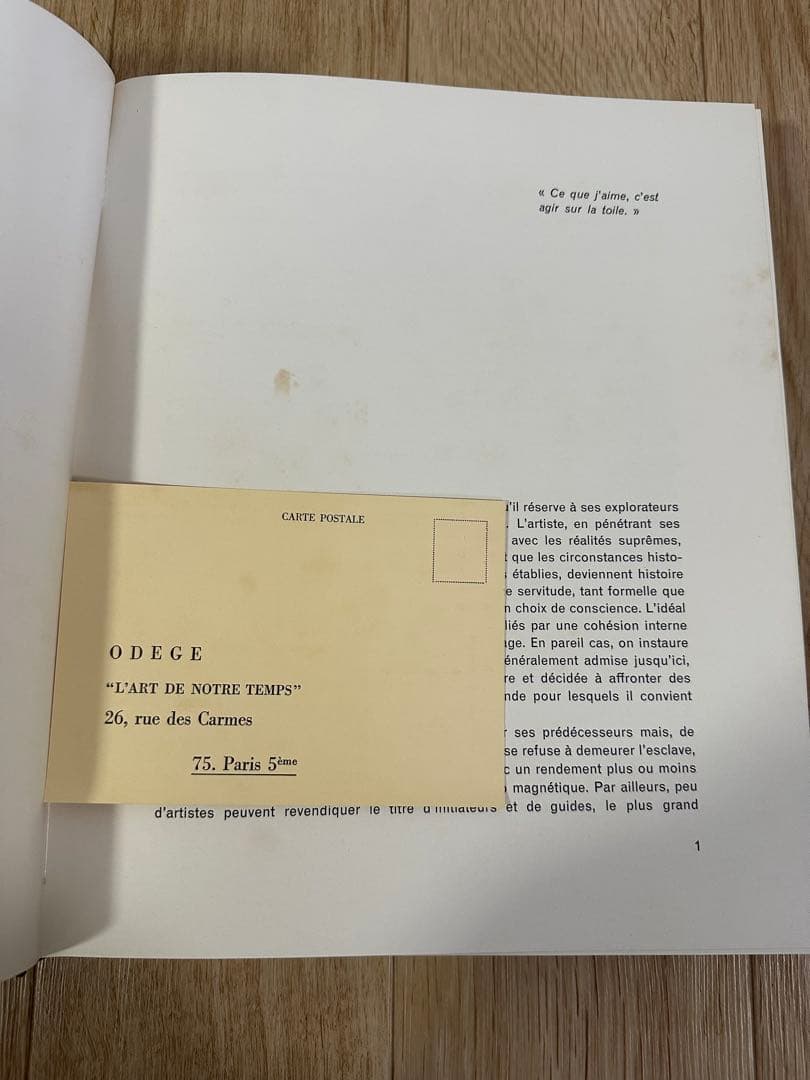 « Ce que j'aime, c'est
agir sur la toile. »
'il réserve à ses explorateurs
. L'artiste, en pénétrant ses
avec les réalités suprêmes,
que les circonstances histo-
établies, deviennent histoire
servitude, tant formelle que
choix de conscience. L'idéal
liés par une cohésion interne
. En pareil cas, on instaure
énéralement admise jusqu'ici,
re et décidée à affronter des
nde pour lesquels il convient
ses prédécesseurs mais, de
se refuse à demeurer l'esclave,
un rendement plus ou moins
magnétique. Par ailleurs, peu
d'artistes peuvent revendiquer le titre d'initiateurs et de guides, le plus grand
1
CARTE POSTALE
ODEGE
“L'ART DE NOTRE TEMPS”
26, rue des Carmes
75. Paris 5ème